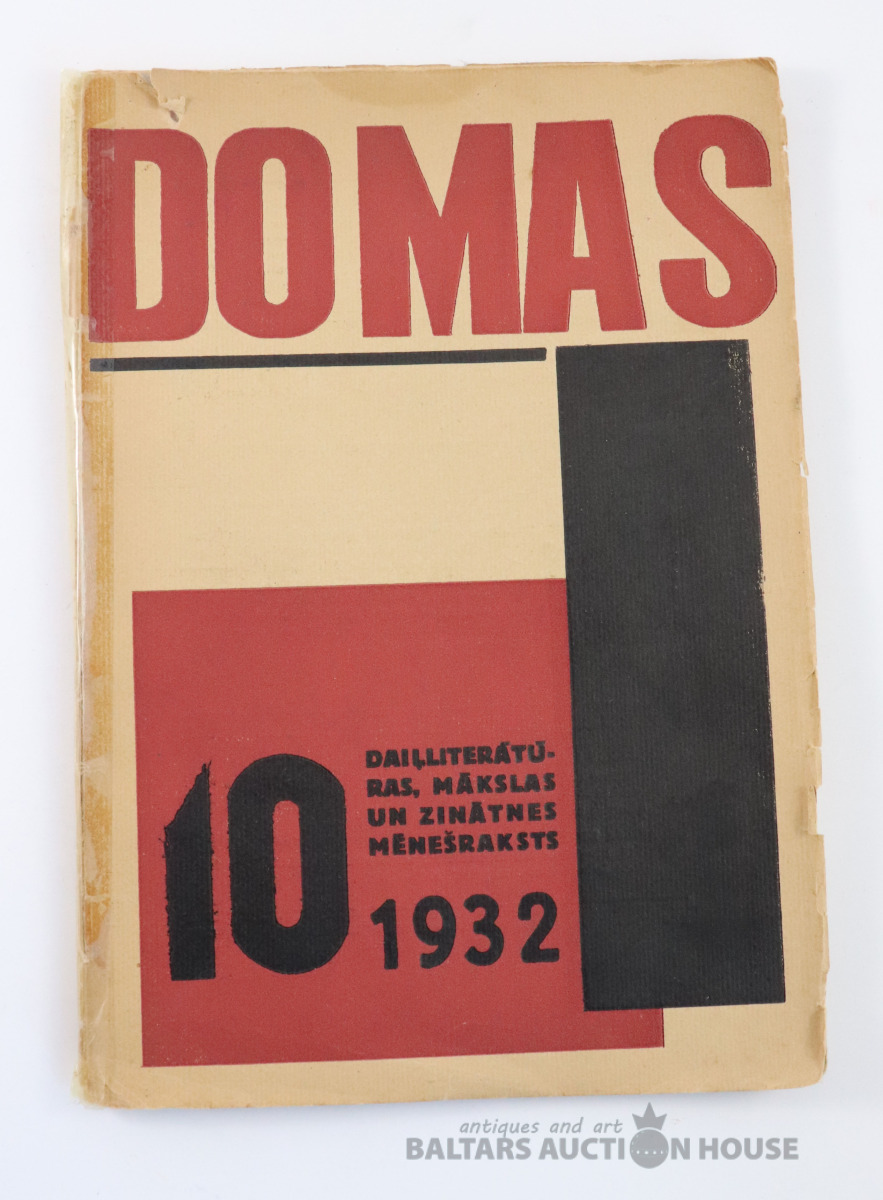 DOMAS
10
DAIĻLITERĀTŪ-
RAS, MĀKSLAS
UN ZINĀTNES
MĒNEŠRAKSTS
1932
antiques and art
BALTARS AUCTION HOUSE